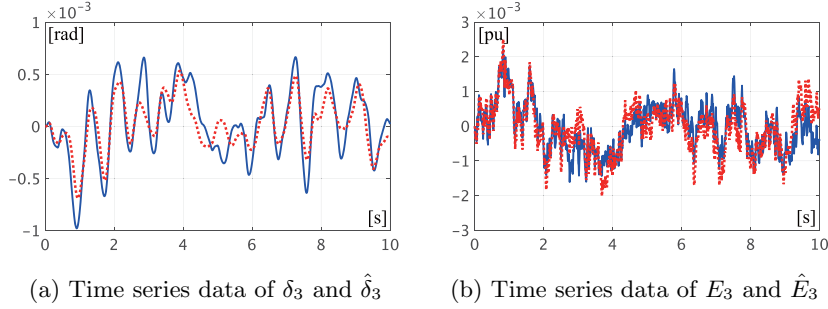 ×10⁻³
[rad]
1
0.5
0
−0.5
−1
[s]
0 2 4 6 8 10
(a) Time series data of δ₃ and δ̂₃
×10⁻³
[pu]
3
2
1
0
−1
−2
−3
[s]
0 2 4 6 8 10
(b) Time series data of E₃ and Ê₃